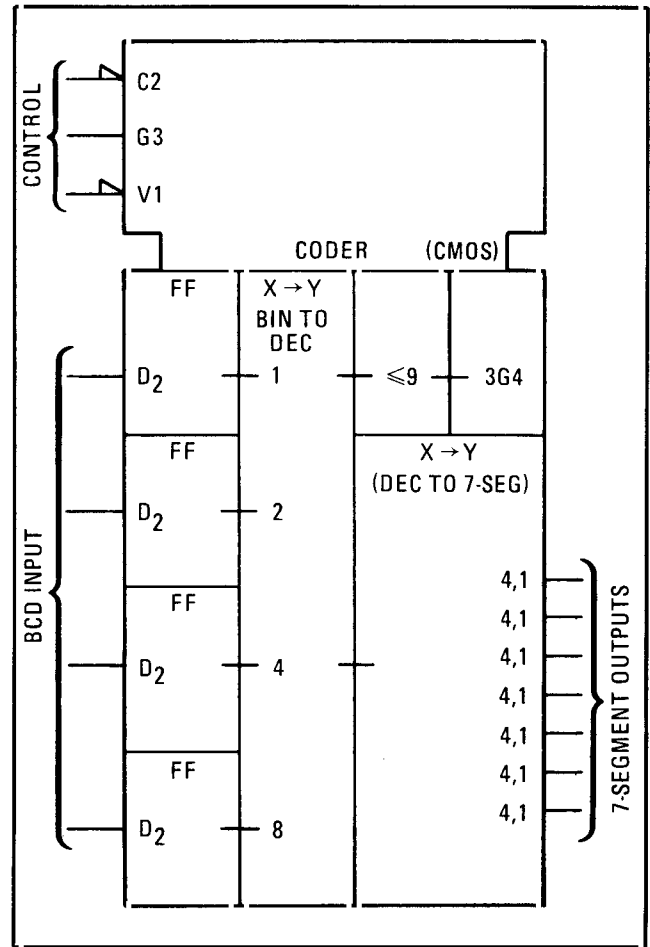 CONTROL
C2
G3
V1
CODER (CMOS)
FF
X→Y
BIN TO
DEC
D2
1
≤9
3G4
FF
X→Y
(DEC TO 7-SEG)
D2
2
BCD INPUT
FF
D2
4
FF
D2
8
4,1
4,1
4,1
4,1
4,1
4,1
4,1
7-SEGMENT OUTPUTS